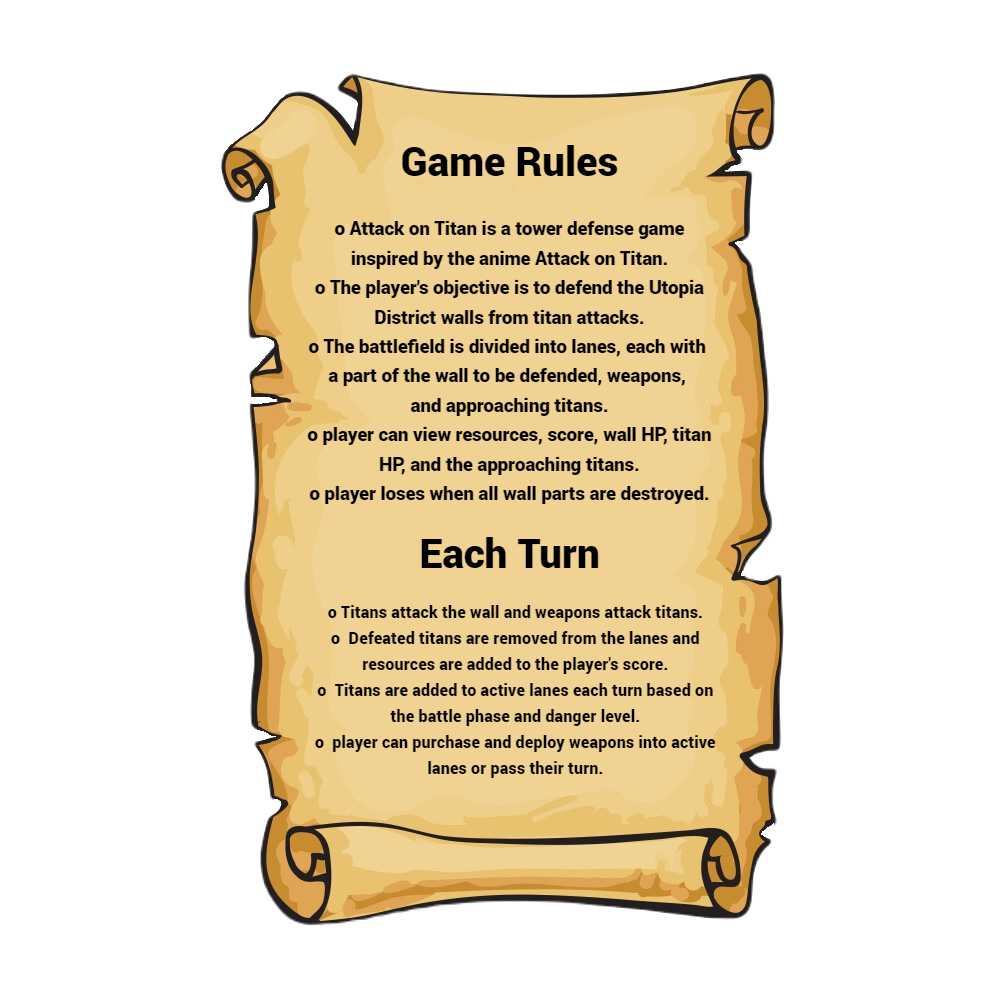 Game Rules
o Attack on Titan is a tower defense game
inspired by the anime Attack on Titan.
o The player's objective is to defend the Utopia
District walls from titan attacks.
o The battlefield is divided into lanes, each with
a part of the wall to be defended, weapons,
and approaching titans.
o player can view resources, score, wall HP, titan
HP, and the approaching titans.
o player loses when all wall parts are destroyed.
Each Turn
o Titans attack the wall and weapons attack titans.
o Defeated titans are removed from the lanes and
resources are added to the player's score.
o Titans are added to active lanes each turn based on
the battle phase and danger level.
o player can purchase and deploy weapons into active
lanes or pass their turn.